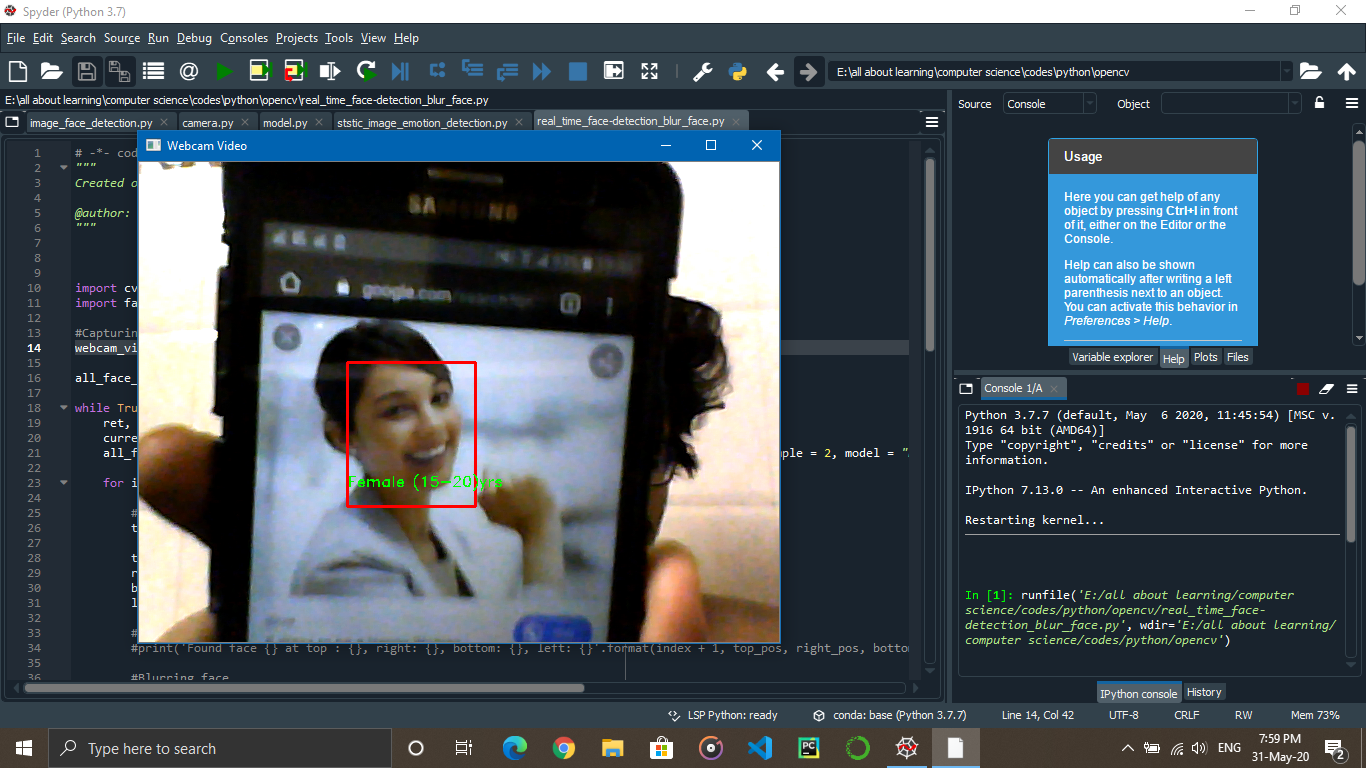 Spyder (Python 3.7)
File Edit Search Source Run Debug Consoles Projects Tools View Help
E:\all about learning\computer science\codes\python\opencv
E:\all about learning\computer science\codes\python\opencv\real_time_face-detection_blur_face.py
image_face_detection.py camera.py model.py ststic_image_emotion_detection.py real_time_face-detection_blur_face.py
Source Console Object
Webcam Video
1 # -*- cod
2 """
3 Created o
4
5 @author:
6 """
7
8
9
10 import cv
11 import fa
12
13 #Capturin
14 webcam_vi
15
16 all_face_
17
18 while Tru
19 ret,
20 curre
21 all_f mple = 2, model = "
22
23 for i
24
25 #
26 t
27
28 t
29 r
30 b
31 l
32
33 #
34 #print('Found face {} at top : {}, right: {}, bottom: {}, left: {}'.format(index + 1, top_pos, right_pos, bottom
35
36 #Blurring face
SAMSUNG
google.com
Female (15-20)yrs
Usage
Here you can get help of any
object by pressing Ctrl+I in front
of it, either on the Editor or the
Console.
Help can also be shown
automatically after writing a left
parenthesis next to an object.
You can activate this behavior in
Preferences > Help.
Variable explorer Help Plots Files
Console 1/A
Python 3.7.7 (default, May  6 2020, 11:45:54) [MSC v.
1916 64 bit (AMD64)]
Type "copyright", "credits" or "license" for more
information.
IPython 7.13.0 -- An enhanced Interactive Python.
Restarting kernel...
In [1]: runfile('E:/all about learning/computer
science/codes/python/opencv/real_time_face-
detection_blur_face.py', wdir='E:/all about learning/
computer science/codes/python/opencv')
IPython console History
LSP Python: ready conda: base (Python 3.7.7) Line 14, Col 42 UTF-8 CRLF RW Mem 73%
Type here to search
ENG
7:59 PM
31-May-20
2